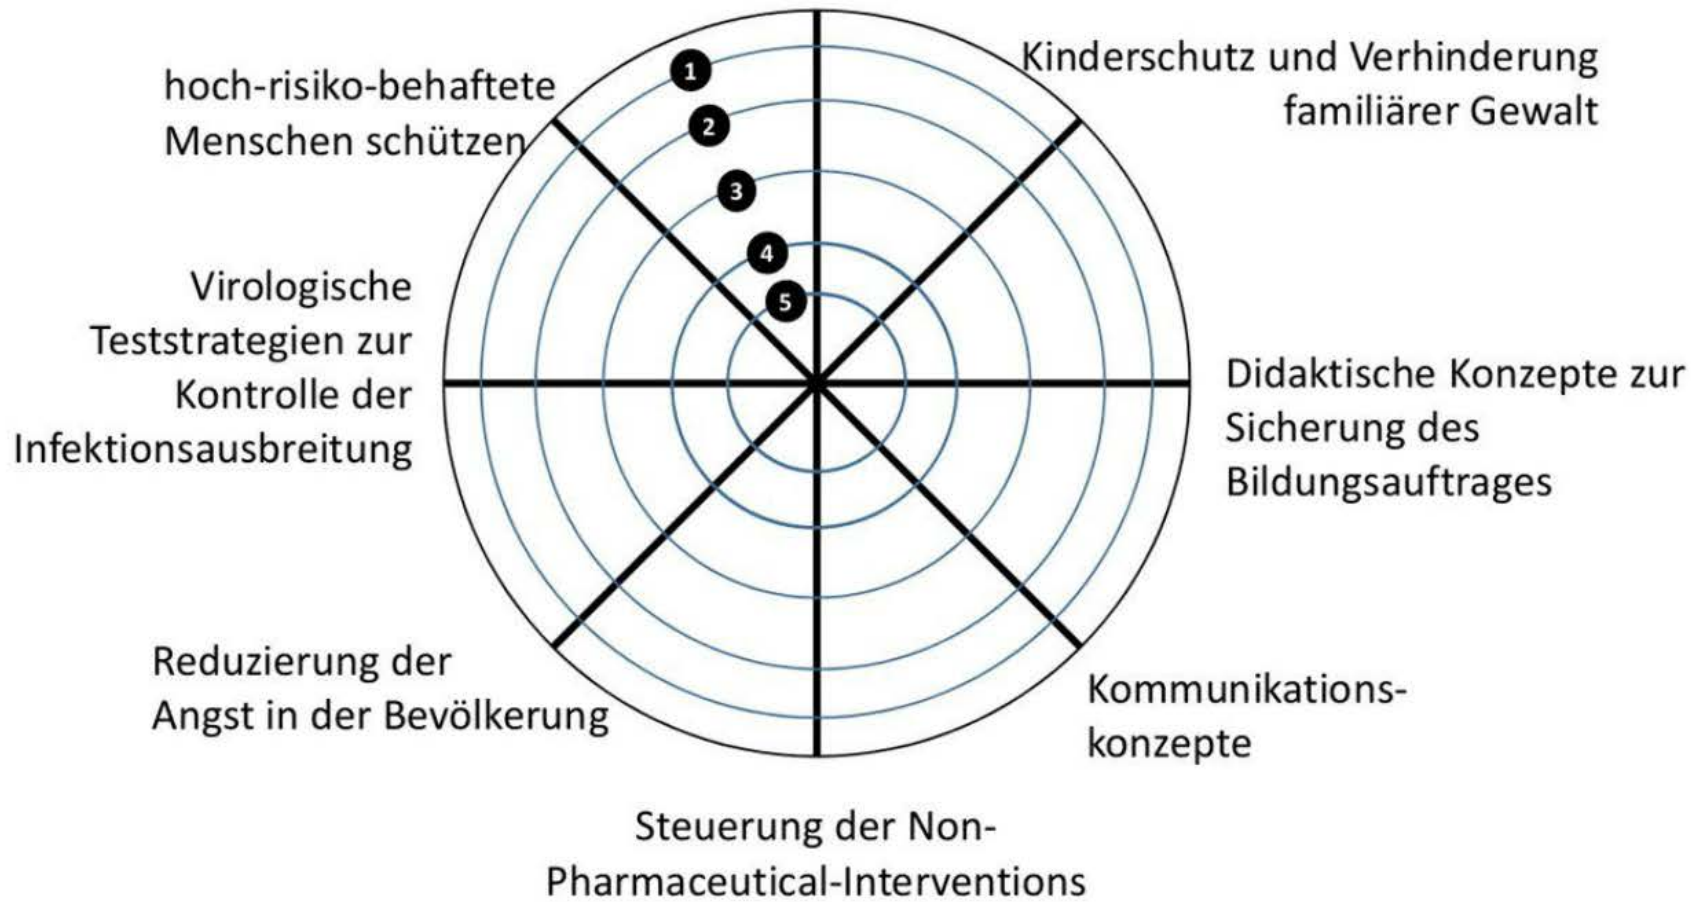 hoch-risiko-behaftete
Menschen schützen
1
2
3
4
5
Kinderschutz und Verhinderung
familiärer Gewalt
Virologische
Teststrategien zur
Kontrolle der
Infektionsausbreitung
Didaktische Konzepte zur
Sicherung des
Bildungsauftrages
Reduzierung der
Angst in der Bevölkerung
Kommunikations-
konzepte
Steuerung der Non-
Pharmaceutical-Interventions